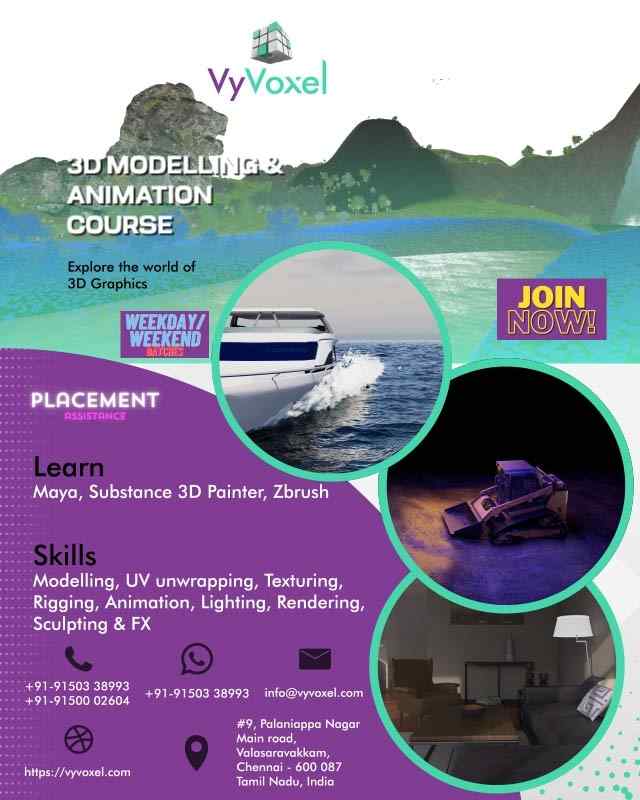 VyVoxel
3D MODELLING &
ANIMATION
COURSE
Explore the world of
3D Graphics
WEEKDAY/
WEEKEND
BATCHES
JOIN
NOW!
PLACEMENT
ASSISTANCE
Learn
Maya, Substance 3D Painter, Zbrush
Skills
Modelling, UV unwrapping, Texturing,
Rigging, Animation, Lighting, Rendering,
Sculpting & FX
+91-91503 38993
+91-91500 02604
+91-91503 38993
info@vyvoxel.com
https://vyvoxel.com
#9, Palaniappa Nagar
Main road,
Valasaravakkam,
Chennai - 600 087
Tamil Nadu, India